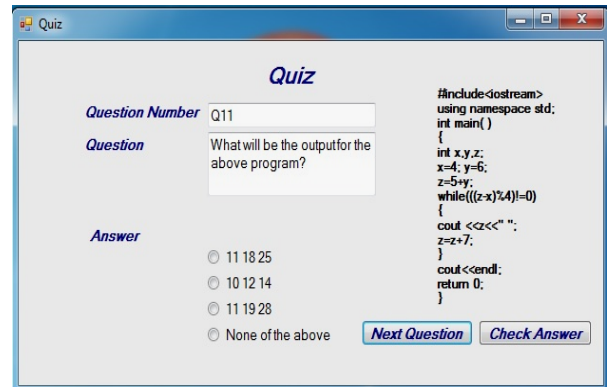 Quiz
Quiz
Question Number
Q11
Question
What will be the outputfor the
above program?
Answer
11 18 25
10 12 14
11 19 28
None of the above
#include<iostream>
using namespace std;
int main( )
{
int x,y,z;
x=4; y=6;
z=5+y;
while(((z-x)%4)!=0)
{
cout <<z<<" ";
z=z+7;
}
cout<<endl;
return 0;
}
Next Question
Check Answer